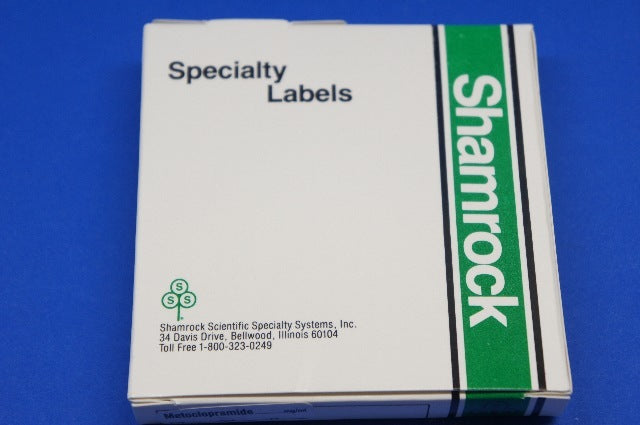 Specialty
Labels
Shamrock
S
S S
Shamrock Scientific Specialty Systems, Inc.
34 Davis Drive, Bellwood, Illinois 60104
Toll Free 1-800-323-0249
Metoclopramide mg/ml